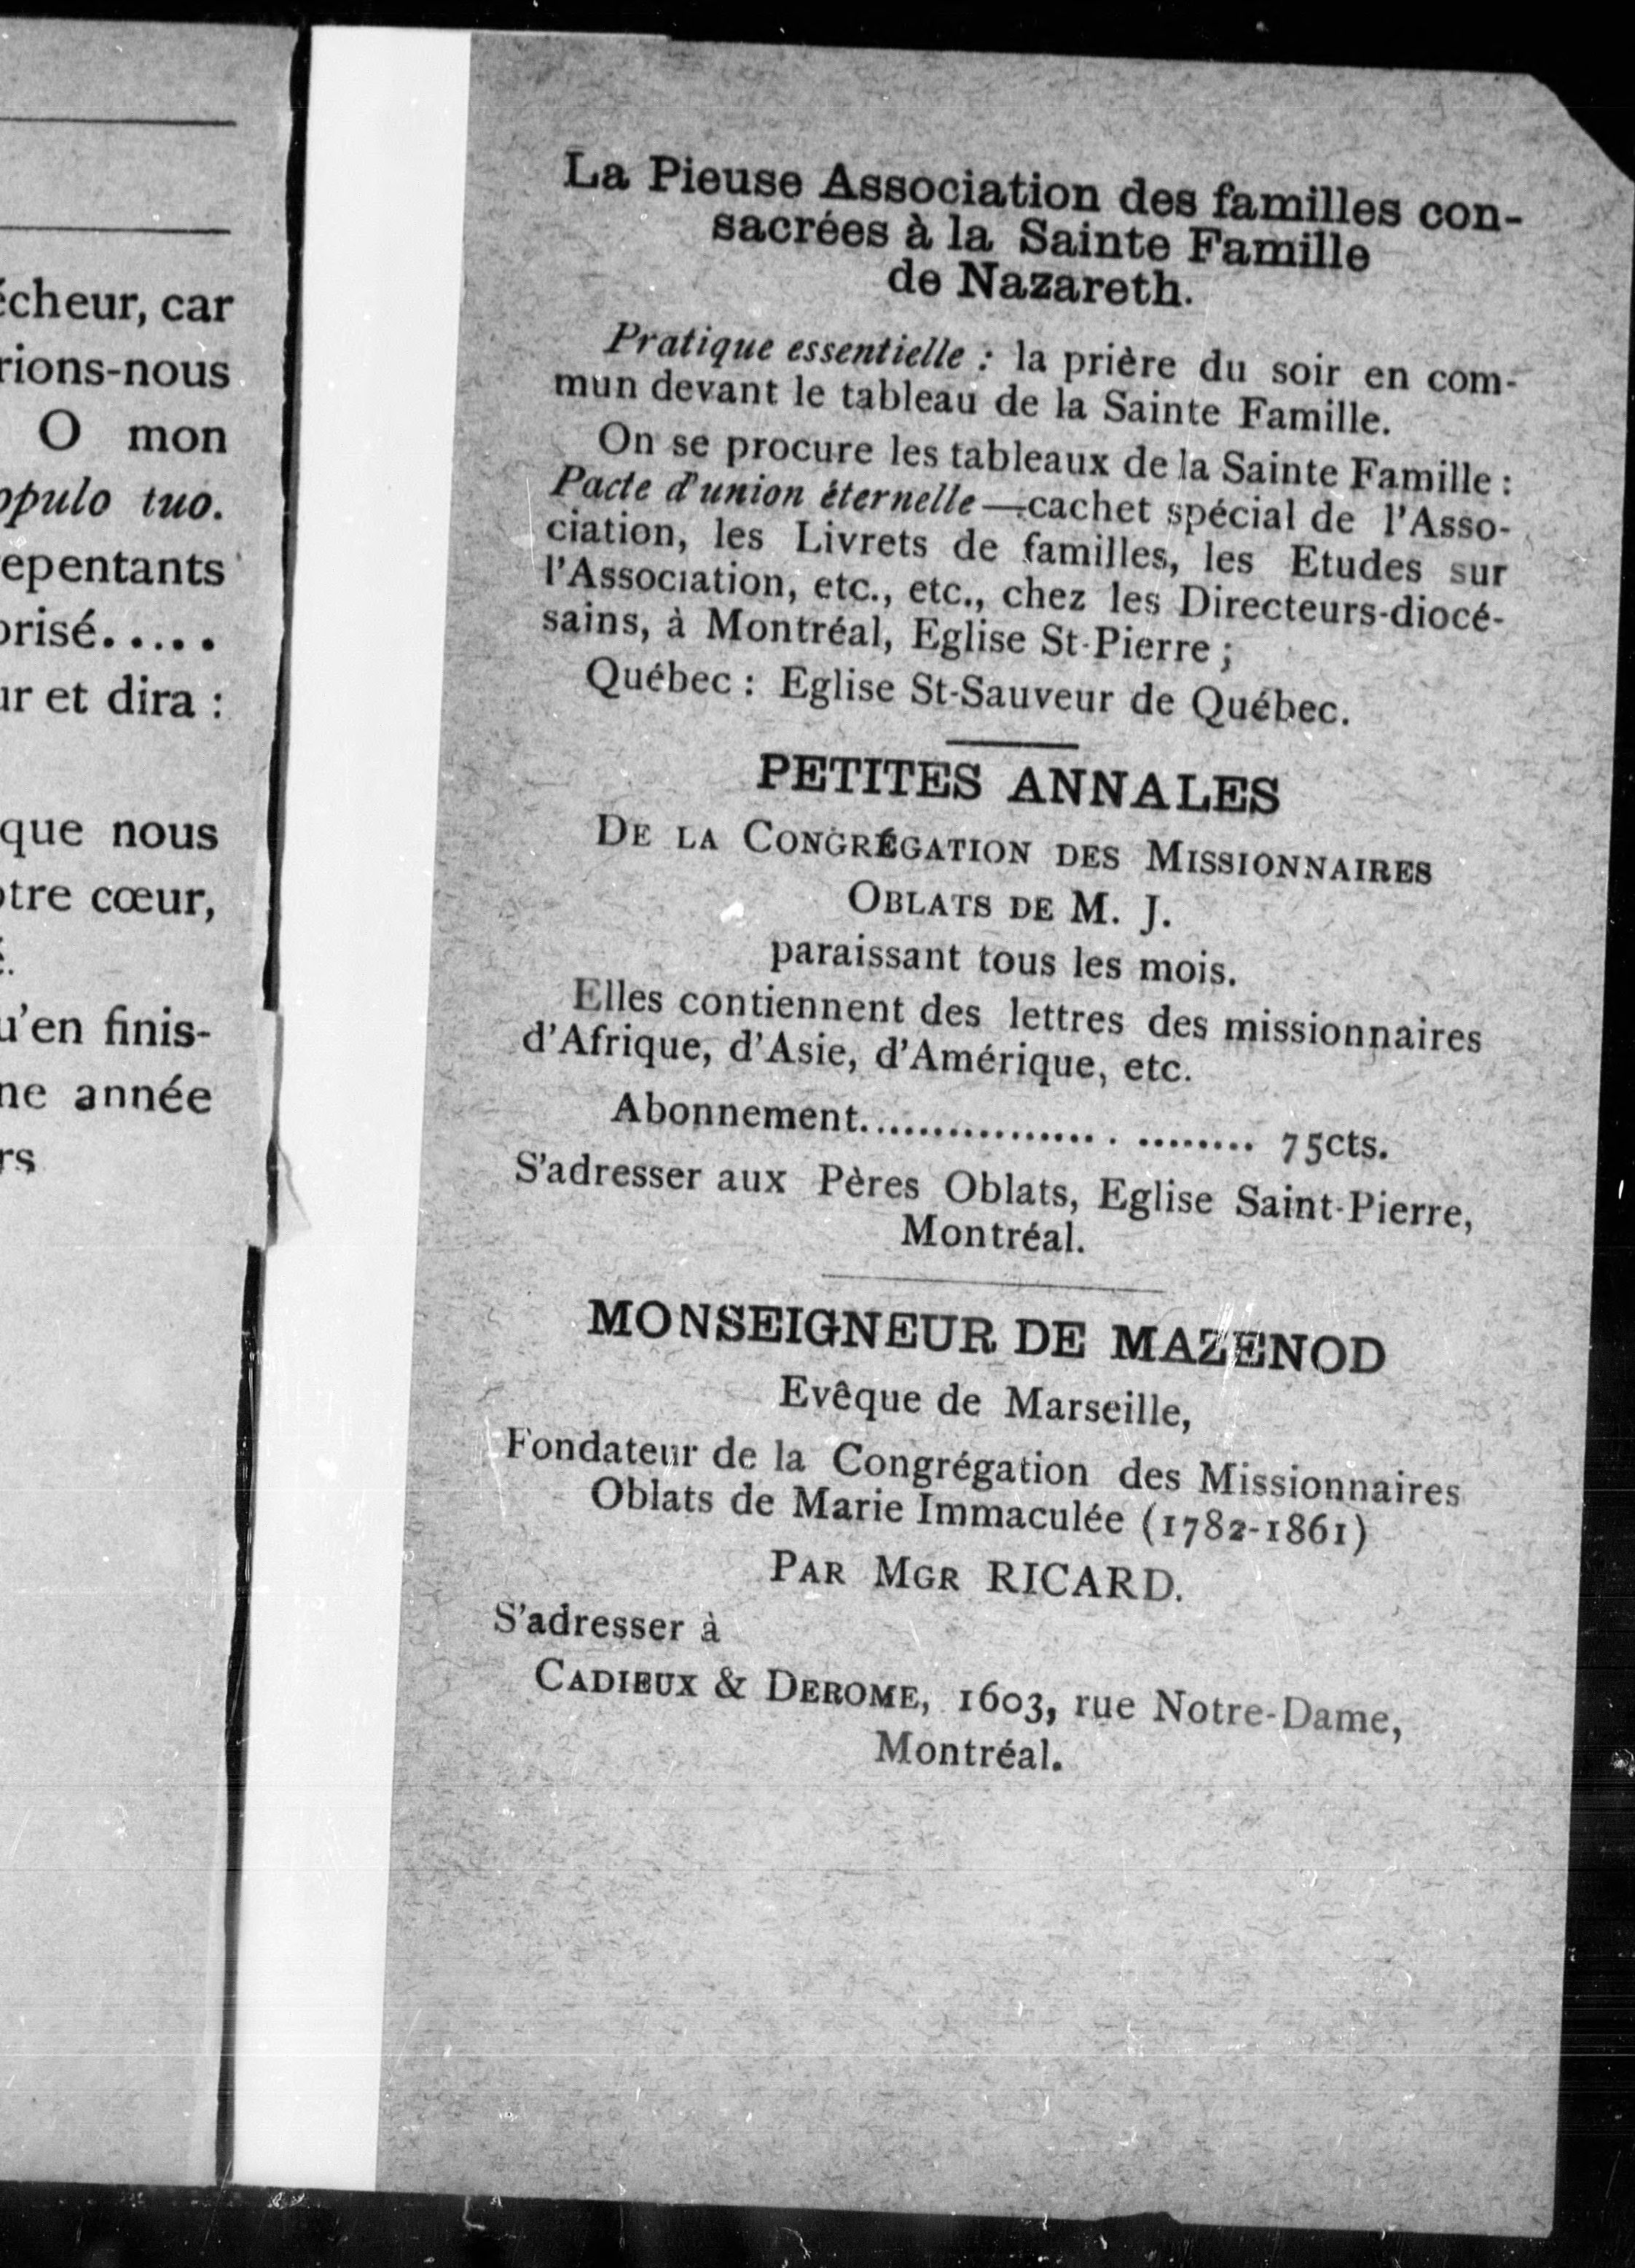 écheur, car
rions-nous
O mon
opulo tuo.
epentants
risé.....
ur et dira :
que nous
otre cœur,
u'en finis-
ne année
rs
La Pieuse Association des familles con-
sacrées à la Sainte Famille
de Nazareth.
Pratique essentielle : la prière du soir en com-
mun devant le tableau de la Sainte Famille.
On se procure les tableaux de la Sainte Famille :
Pacte d'union éternelle—cachet spécial de l'Asso-
ciation, les Livrets de familles, les Etudes sur
l'Association, etc., etc., chez les Directeurs-diocé-
sains, à Montréal, Eglise St-Pierre ;
Québec : Eglise St-Sauveur de Québec.
PETITES ANNALES
DE LA CONGRÉGATION DES MISSIONNAIRES
OBLATS DE M. J.
paraissant tous les mois.
Elles contiennent des lettres des missionnaires
d'Afrique, d'Asie, d'Amérique, etc.
Abonnement................. . ........ 75cts.
S'adresser aux Pères Oblats, Eglise Saint-Pierre,
Montréal.
MONSEIGNEUR DE MAZENOD
Evêque de Marseille,
Fondateur de la Congrégation des Missionnaires
Oblats de Marie Immaculée (1782-1861)
PAR MGR RICARD.
S'adresser à
CADIEUX & DEROME, 1603, rue Notre-Dame,
Montréal.